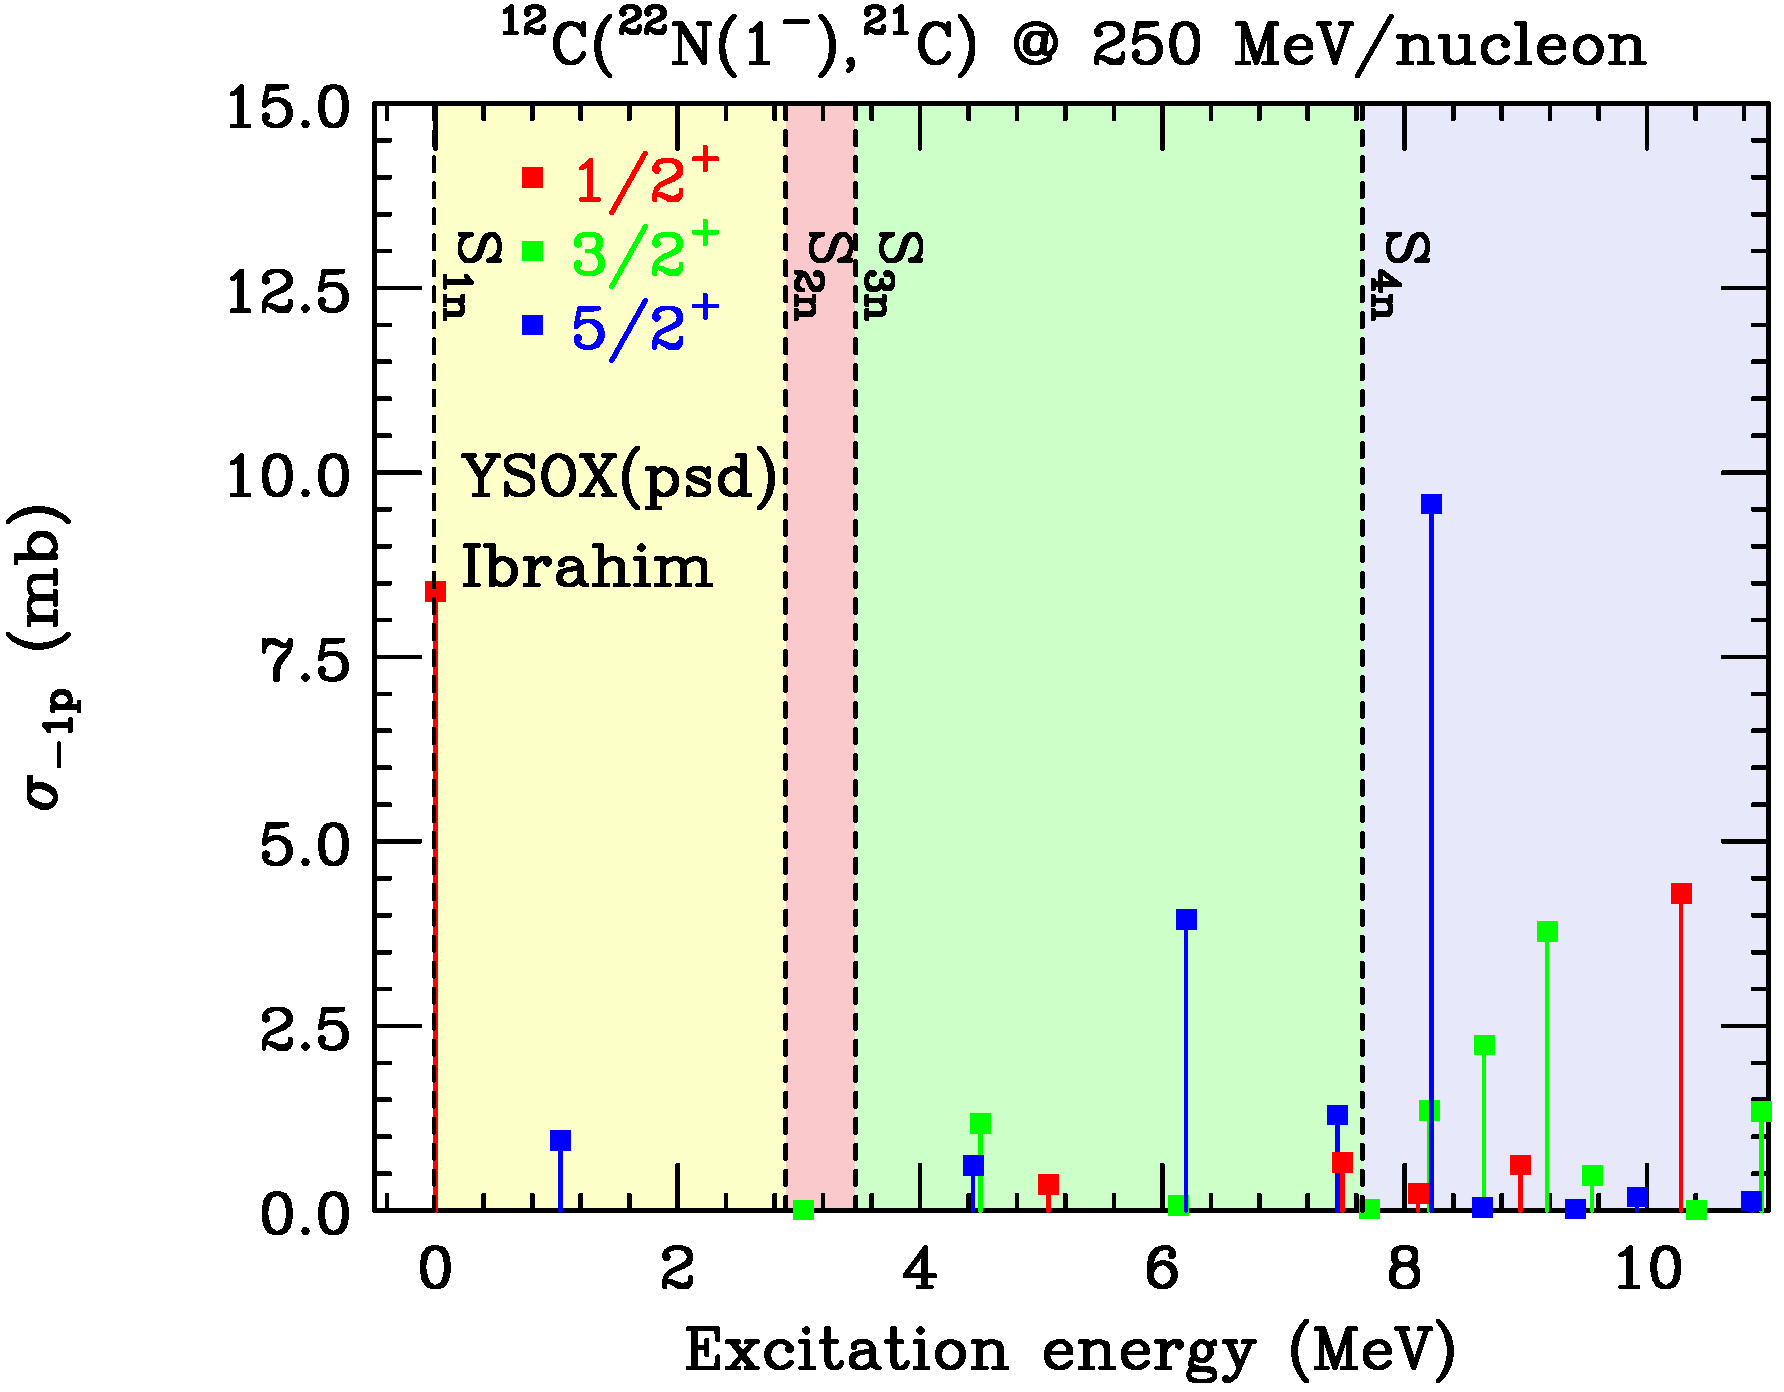 ¹²C(²²N(1⁻),²¹C) @ 250 MeV/nucleon
15.0
12.5
10.0
7.5
5.0
2.5
0.0
σ₋₁ₚ (mb)
1/2⁺
3/2⁺
5/2⁺
S₁ₙ
S₂ₙ
S₃ₙ
S₄ₙ
YSOX(psd)
Ibrahim
0 2 4 6 8 10
Excitation energy (MeV)